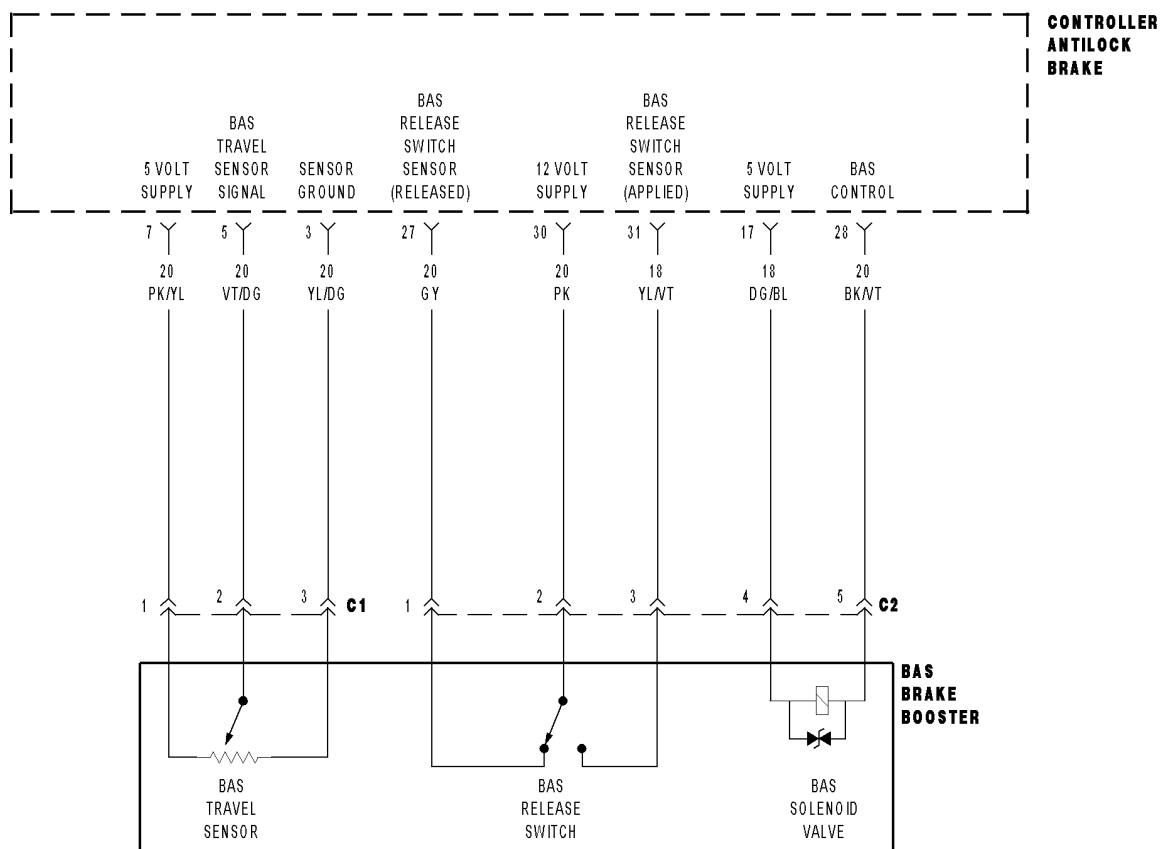 CONTROLLER
ANTILOCK
BRAKE
5 VOLT
SUPPLY
BAS
TRAVEL
SENSOR
SIGNAL
SENSOR
GROUND
BAS
RELEASE
SWITCH
SENSOR
(RELEASED)
12 VOLT
SUPPLY
BAS
RELEASE
SWITCH
SENSOR
(APPLIED)
5 VOLT
SUPPLY
BAS
CONTROL
7
5
3
27
30
31
17
28
20
PK/YL
20
VT/DG
20
YL/DG
20
GY
20
PK
18
YL/VT
18
DG/BL
20
BK/VT
1
2
3
C1
1
2
3
4
5
C2
BAS
BRAKE
BOOSTER
BAS
TRAVEL
SENSOR
BAS
RELEASE
SWITCH
BAS
SOLENOID
VALVE